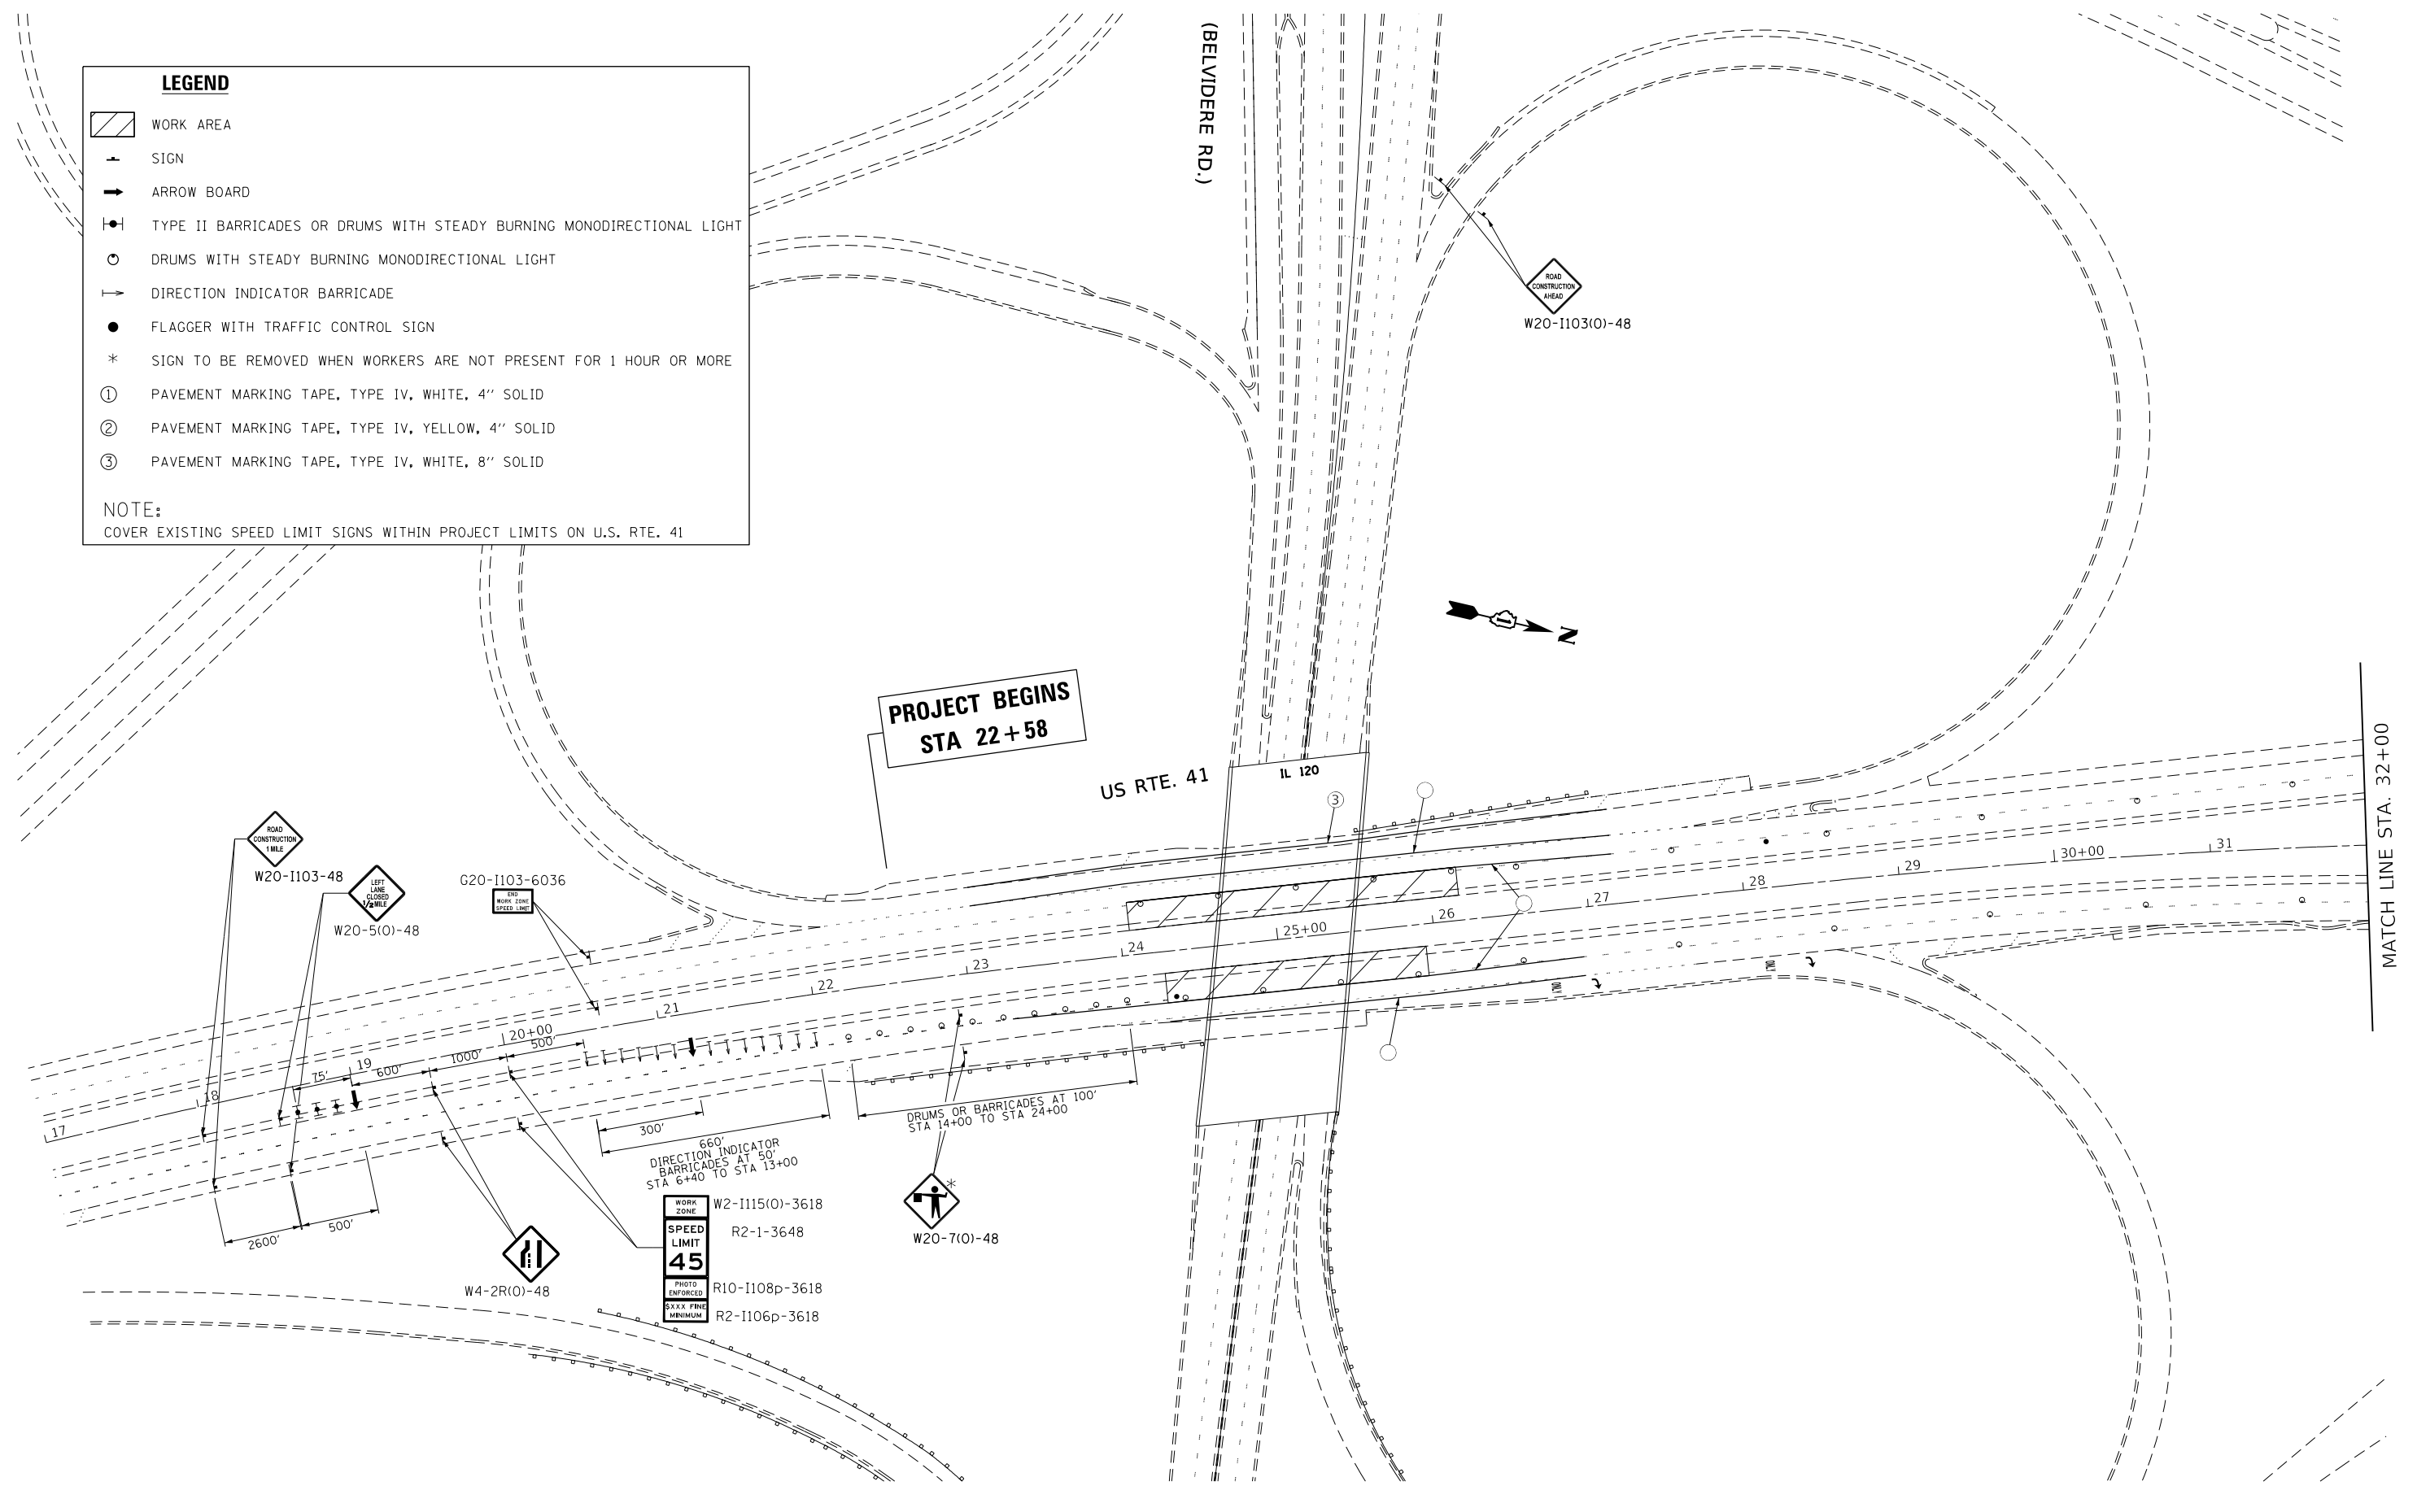 LEGEND
WORK AREA
SIGN
ARROW BOARD
TYPE II BARRICADES OR DRUMS WITH STEADY BURNING MONODIRECTIONAL LIGHT
DRUMS WITH STEADY BURNING MONODIRECTIONAL LIGHT
DIRECTION INDICATOR BARRICADE
FLAGGER WITH TRAFFIC CONTROL SIGN
* SIGN TO BE REMOVED WHEN WORKERS ARE NOT PRESENT FOR 1 HOUR OR MORE
1 PAVEMENT MARKING TAPE, TYPE IV, WHITE, 4'' SOLID
2 PAVEMENT MARKING TAPE, TYPE IV, YELLOW, 4'' SOLID
3 PAVEMENT MARKING TAPE, TYPE IV, WHITE, 8'' SOLID
NOTE:
COVER EXISTING SPEED LIMIT SIGNS WITHIN PROJECT LIMITS ON U.S. RTE. 41
(BELVIDERE RD.)
ROAD
CONSTRUCTION
AHEAD
W20-I103(O)-48
N
PROJECT BEGINS
STA 22+58
US RTE. 41
IL 120
3
MATCH LINE STA. 32+00
ROAD
CONSTRUCTION
1 MILE
W20-I103-48
LEFT
LANE
CLOSED
1/2 MILE
W20-5(O)-48
G20-I103-6036
END
WORK ZONE
SPEED LIMIT
17
18
19
20+00
21
22
23
24
25+00
26
27
28
29
30+00
31
ONLY
ONLY
75'
600'
1000'
500'
2600'
500'
300'
660'
DIRECTION INDICATOR
BARRICADES AT 50'
STA 6+40 TO STA 13+00
DRUMS OR BARRICADES AT 100'
STA 14+00 TO STA 24+00
W4-2R(O)-48
WORK
ZONE
W2-I115(O)-3618
SPEED
LIMIT
45
R2-1-3648
PHOTO
ENFORCED
R10-I108p-3618
$XXX FINE
MINIMUM
R2-I106p-3618
*
W20-7(O)-48